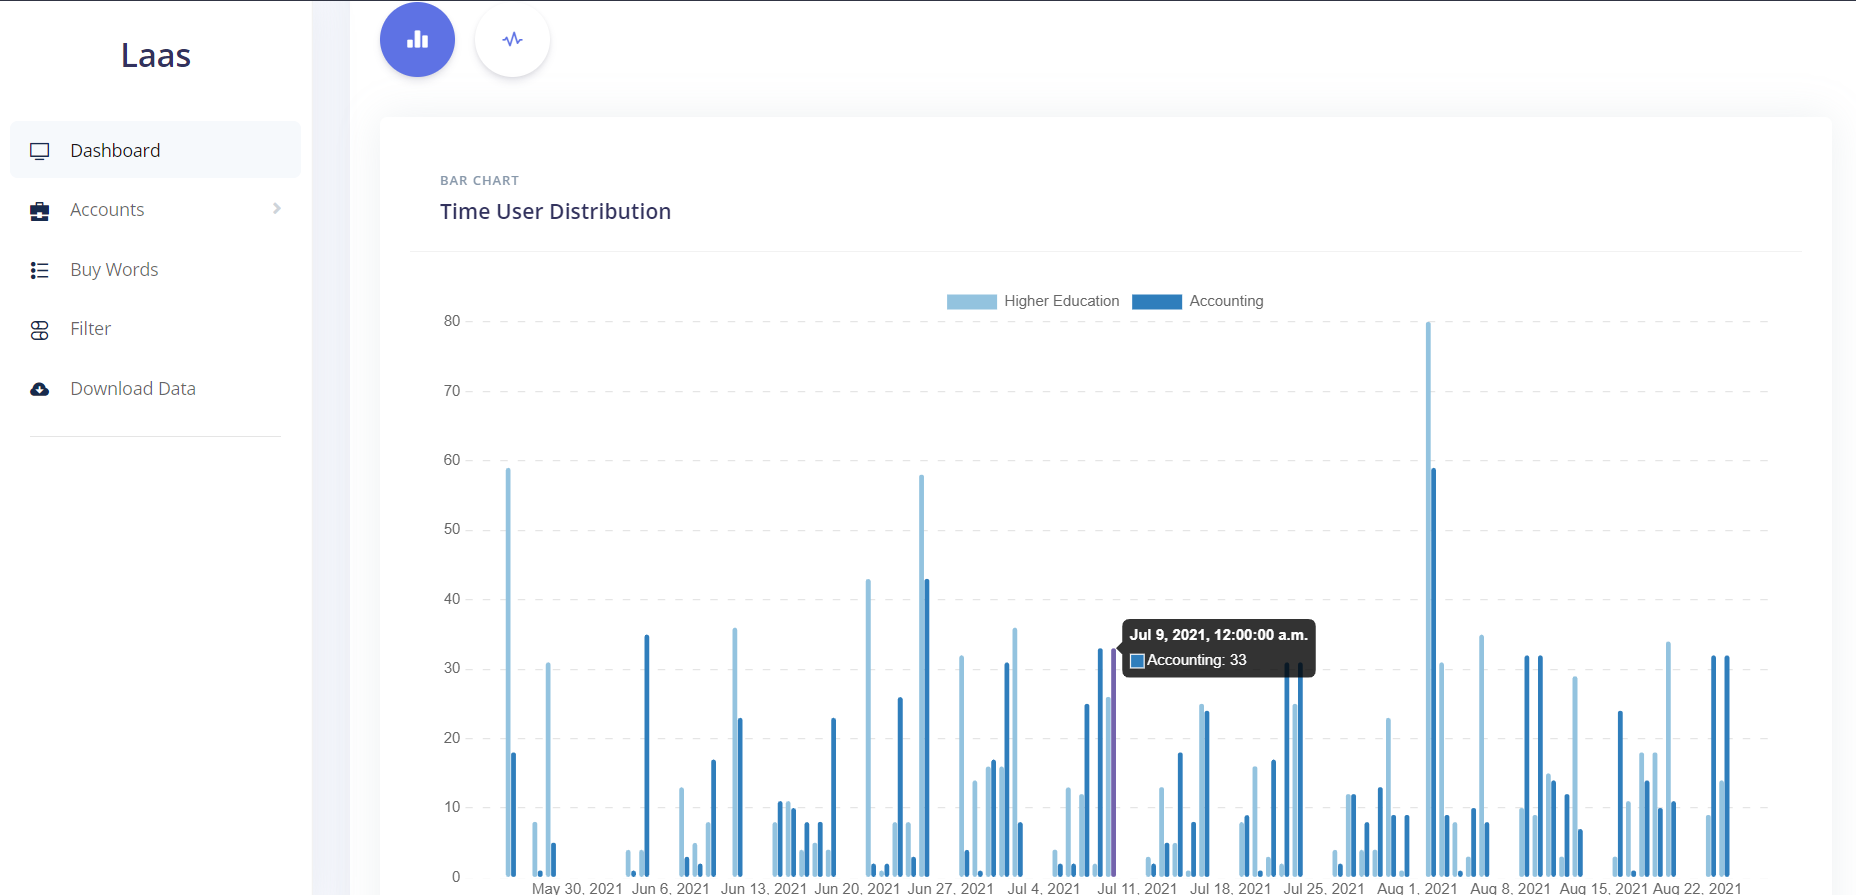 Laas
Dashboard
Accounts
Buy Words
Filter
Download Data
BAR CHART
Time User Distribution
Higher Education Accounting
80
70
60
50
40
30
20
10
0
Jul 9, 2021, 12:00:00 a.m.
Accounting: 33
May 30, 2021 Jun 6, 2021 Jun 13, 2021 Jun 20, 2021 Jun 27, 2021 Jul 4, 2021 Jul 11, 2021 Jul 18, 2021 Jul 25, 2021 Aug 1, 2021 Aug 8, 2021 Aug 15, 2021 Aug 22, 2021